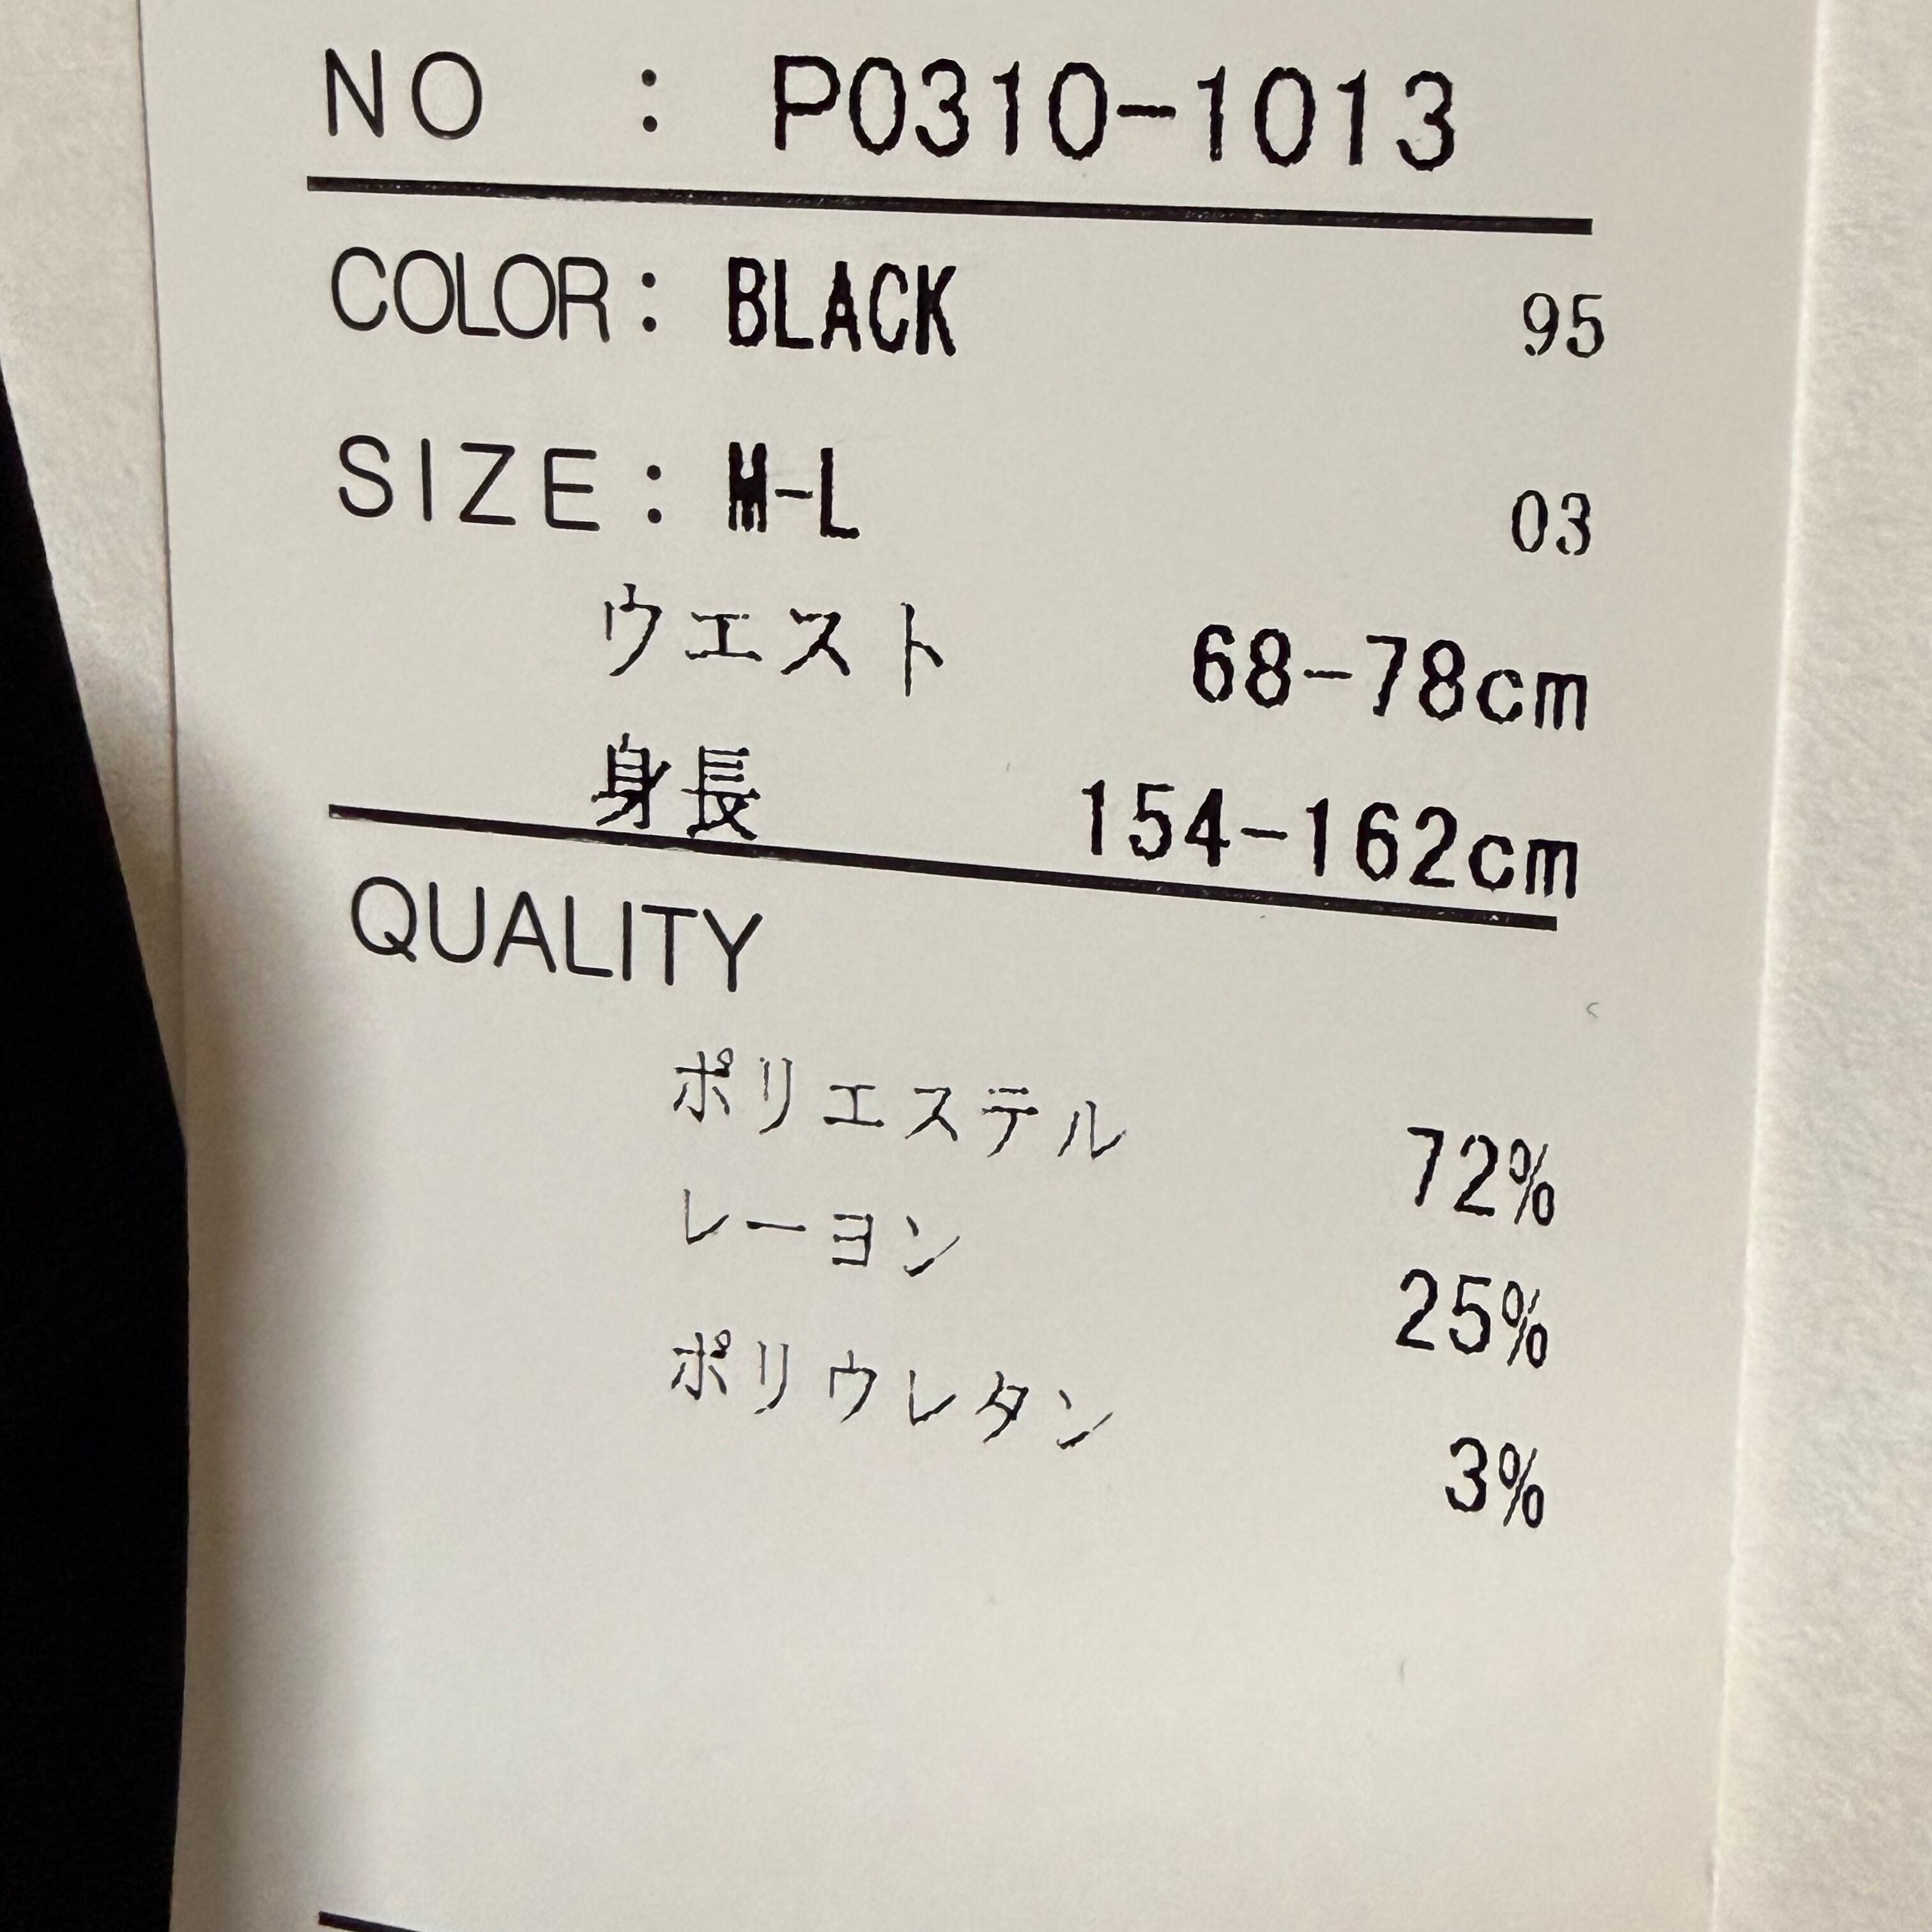 NO : P0310-1013
COLOR: BLACK 95
SIZE: M-L 03
ウエスト 68-78cm
身長 154-162cm
QUALITY
ポリエステル 72%
レーヨン 25%
ポリウレタン 3%